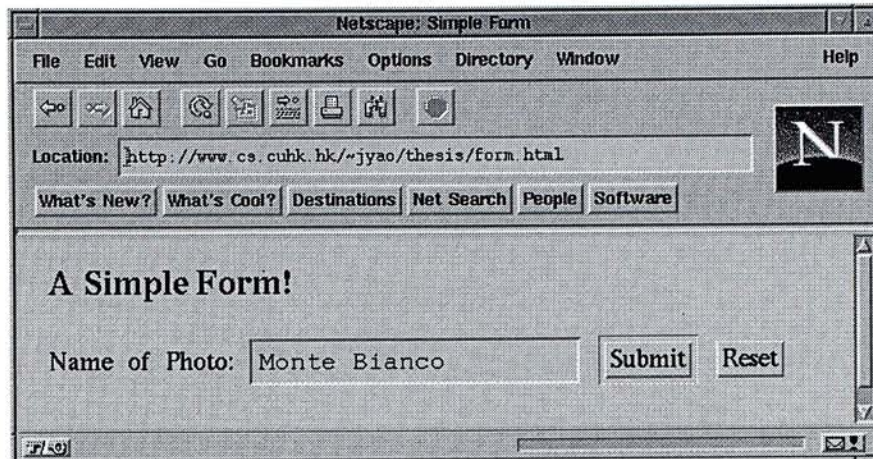 Netscape: Simple Form
File Edit View Go Bookmarks Options Directory Window Help
N
Location: http://www.cs.cuhk.hk/~jyao/thesis/form.html
What's New? What's Cool? Destinations Net Search People Software
A Simple Form!
Name of Photo: Monte Bianco Submit Reset